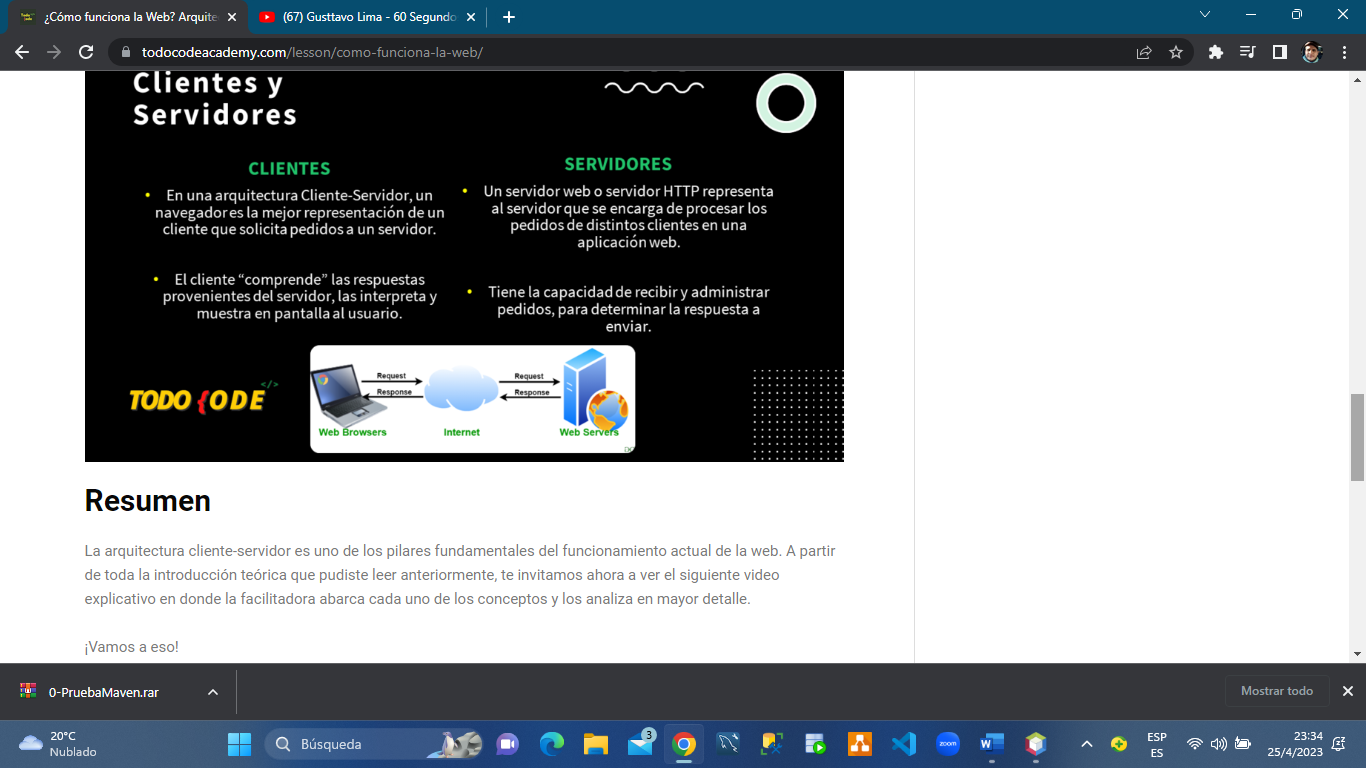 ¿Cómo funciona la Web? Arquite
(67) Gusttavo Lima - 60 Segundo
todocodeacademy.com/lesson/como-funciona-la-web/
Clientes y
Servidores
CLIENTES
• En una arquitectura Cliente-Servidor, un
navegador es la mejor representación de un
cliente que solicita pedidos a un servidor.
• El cliente “comprende” las respuestas
provenientes del servidor, las interpreta y
muestra en pantalla al usuario.
SERVIDORES
• Un servidor web o servidor HTTP representa
al servidor que se encarga de procesar los
pedidos de distintos clientes en una
aplicación web.
• Tiene la capacidad de recibir y administrar
pedidos, para determinar la respuesta a
enviar.
TODO {ODE </>
Request
Response
Request
Response
Web Browsers
Internet
Web Servers
Resumen
La arquitectura cliente-servidor es uno de los pilares fundamentales del funcionamiento actual de la web. A partir
de toda la introducción teórica que pudiste leer anteriormente, te invitamos ahora a ver el siguiente video
explicativo en donde la facilitadora abarca cada uno de los conceptos y los analiza en mayor detalle.
¡Vamos a eso!
0-PruebaMaven.rar
Mostrar todo
20°C
Nublado
Búsqueda
3
zoom
ESP
ES
23:34
25/4/2023